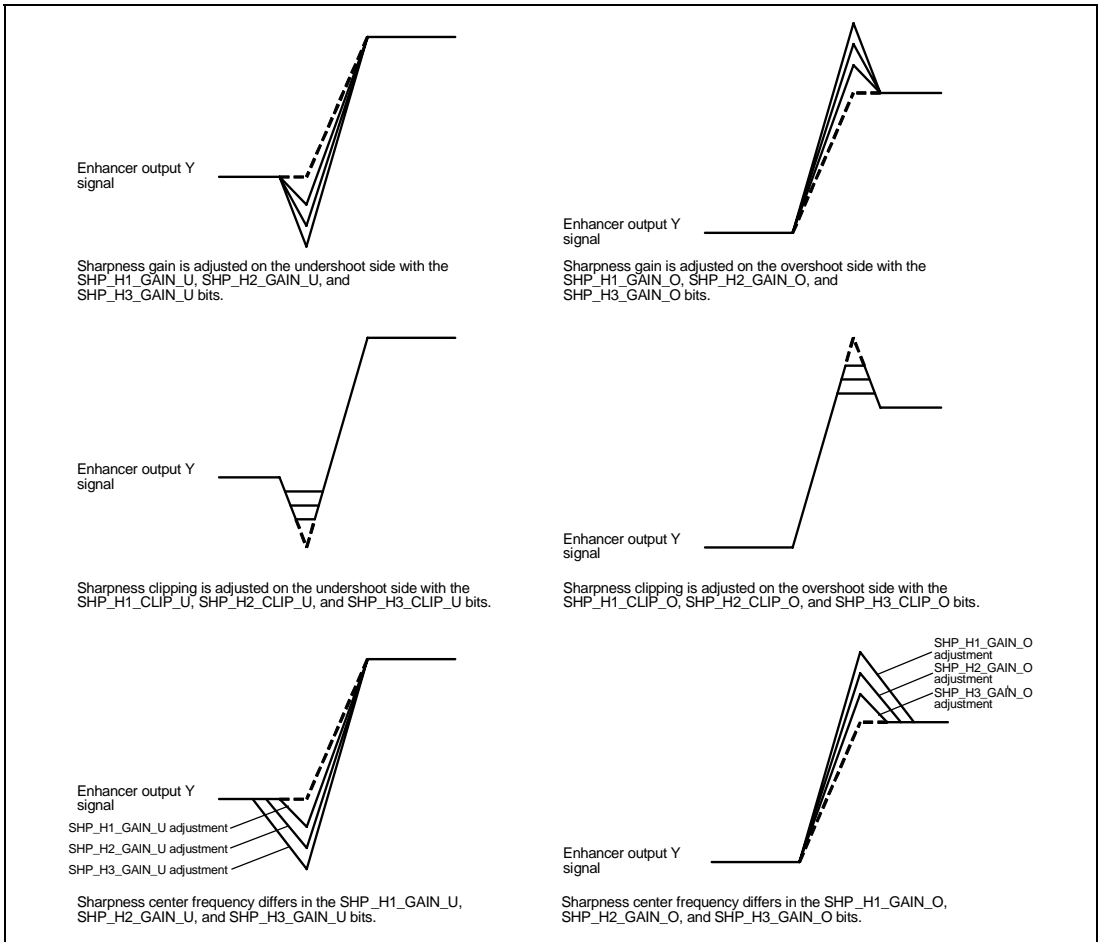 Enhancer output Y
signal
Sharpness gain is adjusted on the undershoot side with the
SHP_H1_GAIN_U, SHP_H2_GAIN_U, and
SHP_H3_GAIN_U bits.
Enhancer output Y
signal
Sharpness gain is adjusted on the overshoot side with the
SHP_H1_GAIN_O, SHP_H2_GAIN_O, and
SHP_H3_GAIN_O bits.
Enhancer output Y
signal
Sharpness clipping is adjusted on the undershoot side with the
SHP_H1_CLIP_U, SHP_H2_CLIP_U, and SHP_H3_CLIP_U bits.
Enhancer output Y
signal
Sharpness clipping is adjusted on the overshoot side with the
SHP_H1_CLIP_O, SHP_H2_CLIP_O, and SHP_H3_CLIP_O bits.
Enhancer output Y
signal
SHP_H1_GAIN_U adjustment
SHP_H2_GAIN_U adjustment
SHP_H3_GAIN_U adjustment
Sharpness center frequency differs in the SHP_H1_GAIN_U,
SHP_H2_GAIN_U, and SHP_H3_GAIN_U bits.
SHP_H1_GAIN_O
adjustment
SHP_H2_GAIN_O
adjustment
SHP_H3_GAIN_O
adjustment
Enhancer output Y
signal
Sharpness center frequency differs in the SHP_H1_GAIN_O,
SHP_H2_GAIN_O, and SHP_H3_GAIN_O bits.